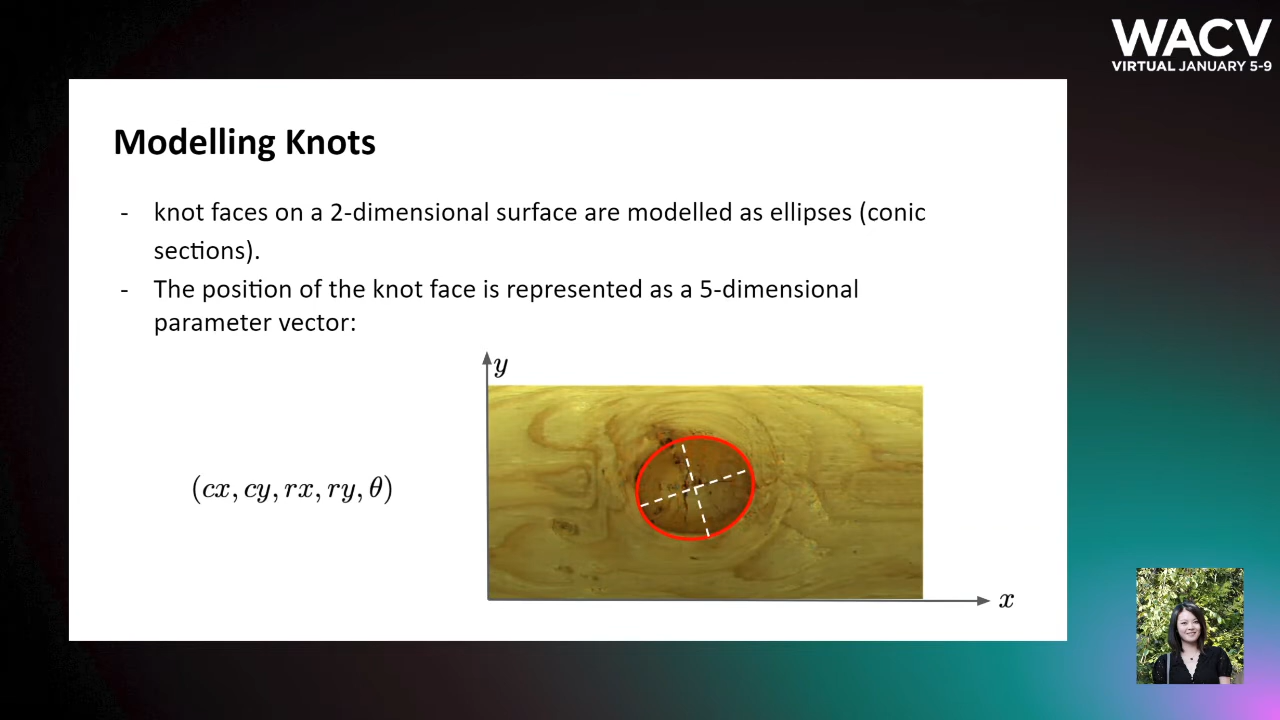 WACV
VIRTUAL JANUARY 5-9
Modelling Knots
- knot faces on a 2-dimensional surface are modelled as ellipses (conic
sections).
- The position of the knot face is represented as a 5-dimensional
parameter vector:
y
(cx, cy, rx, ry, θ)
x